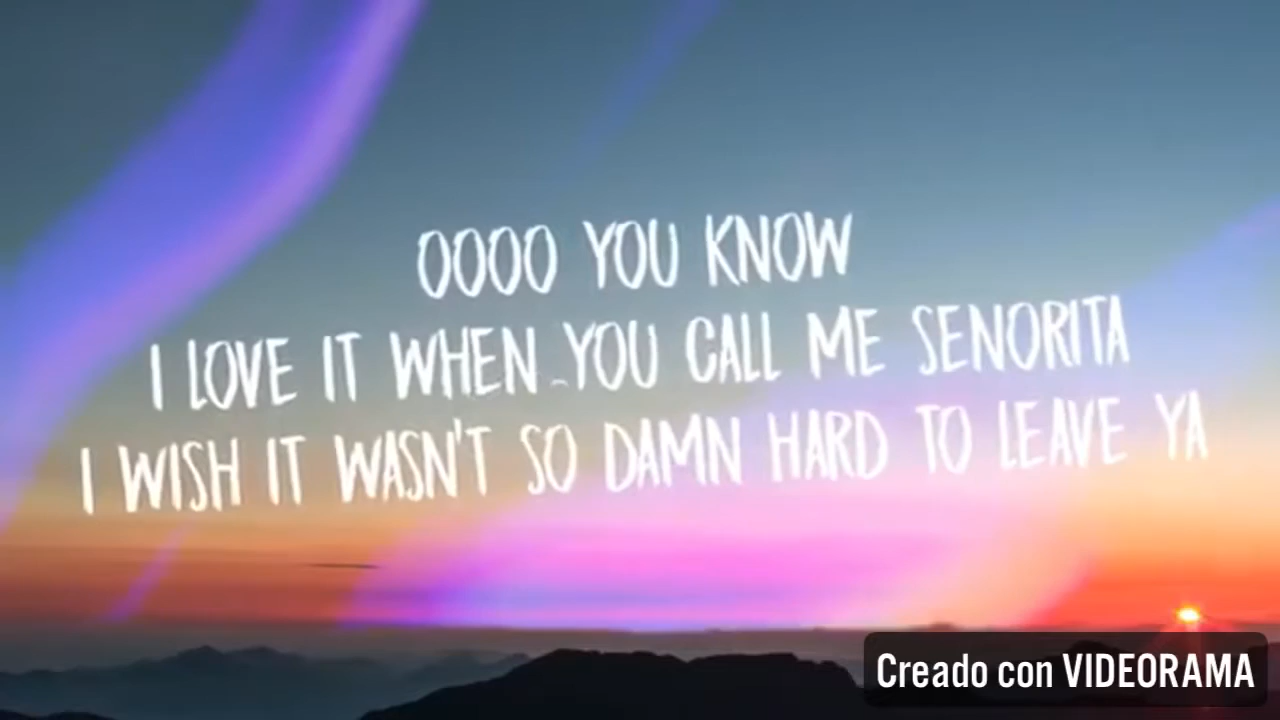 OOOO YOU KNOW
I LOVE IT WHEN YOU CALL ME SENORITA
I WISH IT WASN'T SO DAMN HARD TO LEAVE YA
Creado con VIDEORAMA